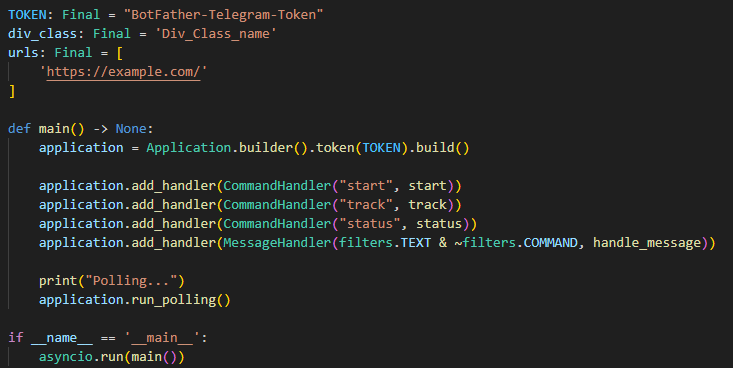 TOKEN: Final = "BotFather-Telegram-Token"
div_class: Final = 'Div_Class_name'
urls: Final = [
    'https://example.com/'
]
def main() -> None:
    application = Application.builder().token(TOKEN).build()
    application.add_handler(CommandHandler("start", start))
    application.add_handler(CommandHandler("track", track))
    application.add_handler(CommandHandler("status", status))
    application.add_handler(MessageHandler(filters.TEXT & ~filters.COMMAND, handle_message))
    print("Polling...")
    application.run_polling()
if __name__ == '__main__':
    asyncio.run(main())